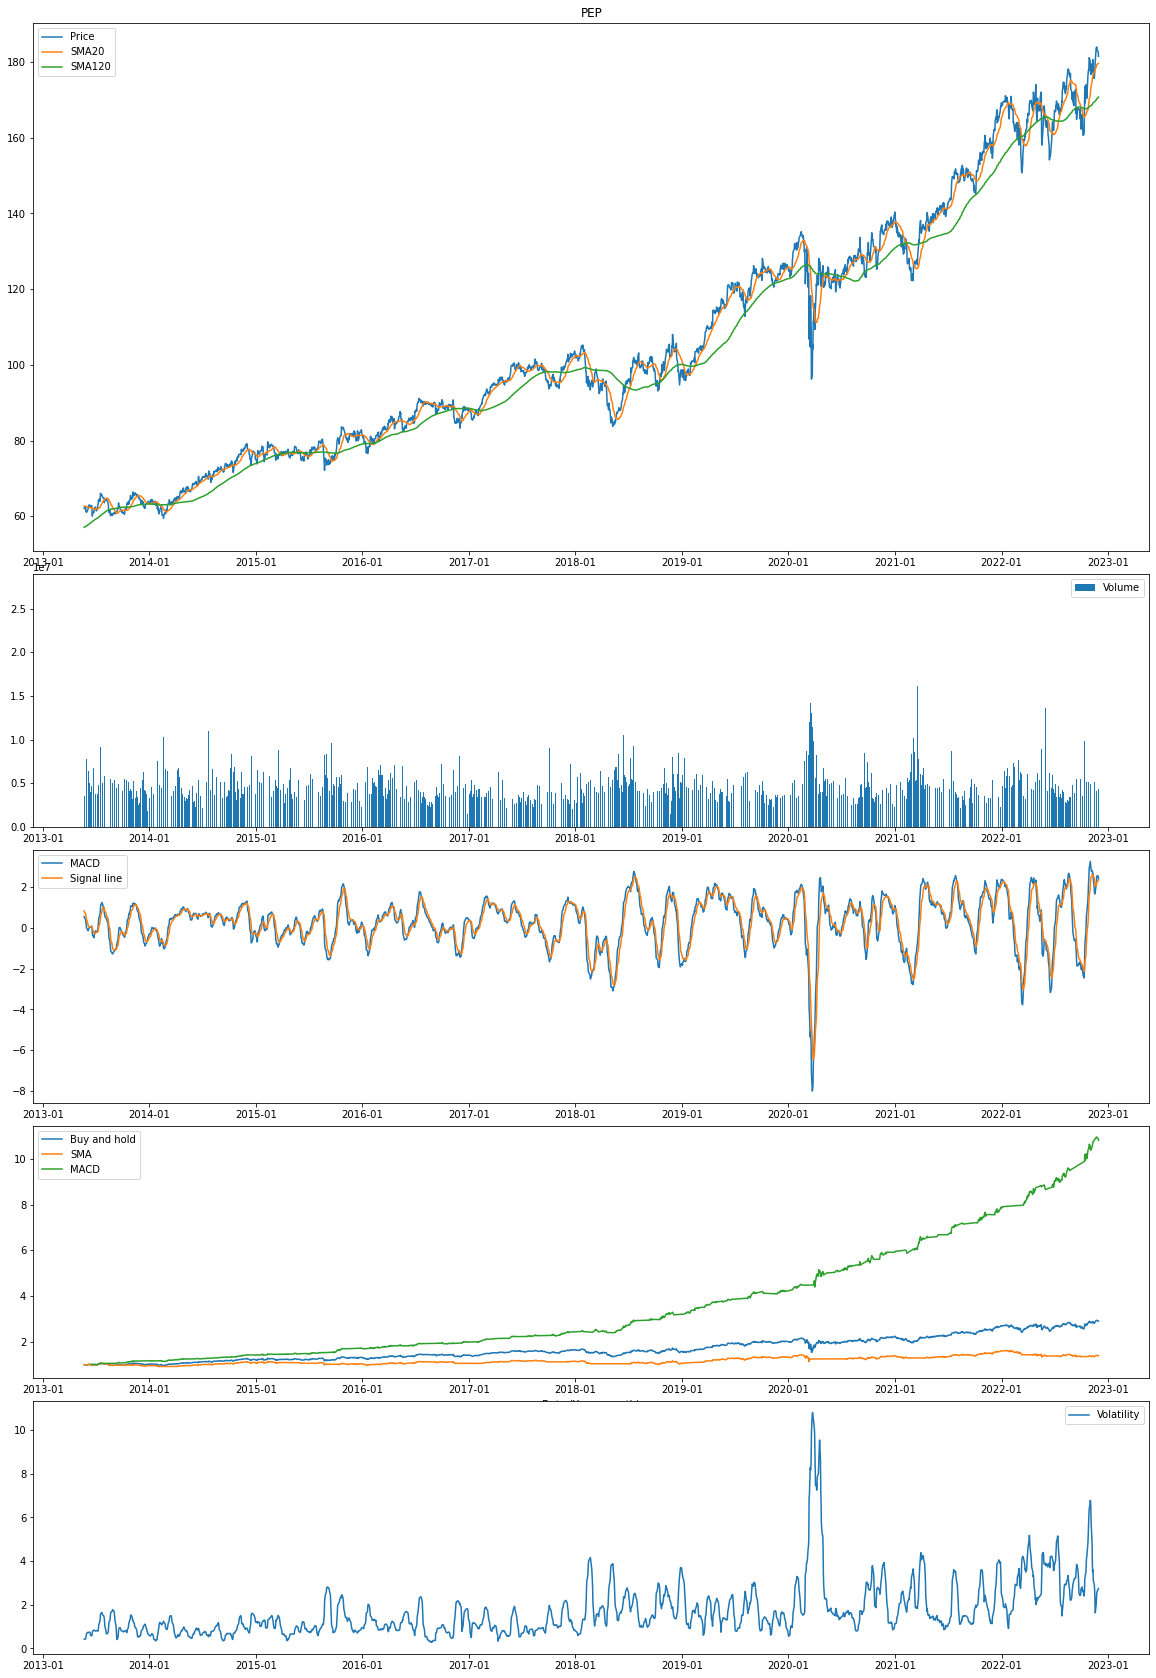 PEP
Price
SMA20
SMA120
180
160
140
120
100
80
60
2013-01 2014-01 2015-01 2016-01 2017-01 2018-01 2019-01 2020-01 2021-01 2022-01 2023-01
1e7
Volume
2.5
2.0
1.5
1.0
0.5
0.0
2013-01 2014-01 2015-01 2016-01 2017-01 2018-01 2019-01 2020-01 2021-01 2022-01 2023-01
MACD
Signal line
2
0
−2
−4
−6
−8
2013-01 2014-01 2015-01 2016-01 2017-01 2018-01 2019-01 2020-01 2021-01 2022-01 2023-01
Buy and hold
SMA
MACD
10
8
6
4
2
2013-01 2014-01 2015-01 2016-01 2017-01 2018-01 2019-01 2020-01 2021-01 2022-01 2023-01
Volatility
10
8
6
4
2
0
2013-01 2014-01 2015-01 2016-01 2017-01 2018-01 2019-01 2020-01 2021-01 2022-01 2023-01